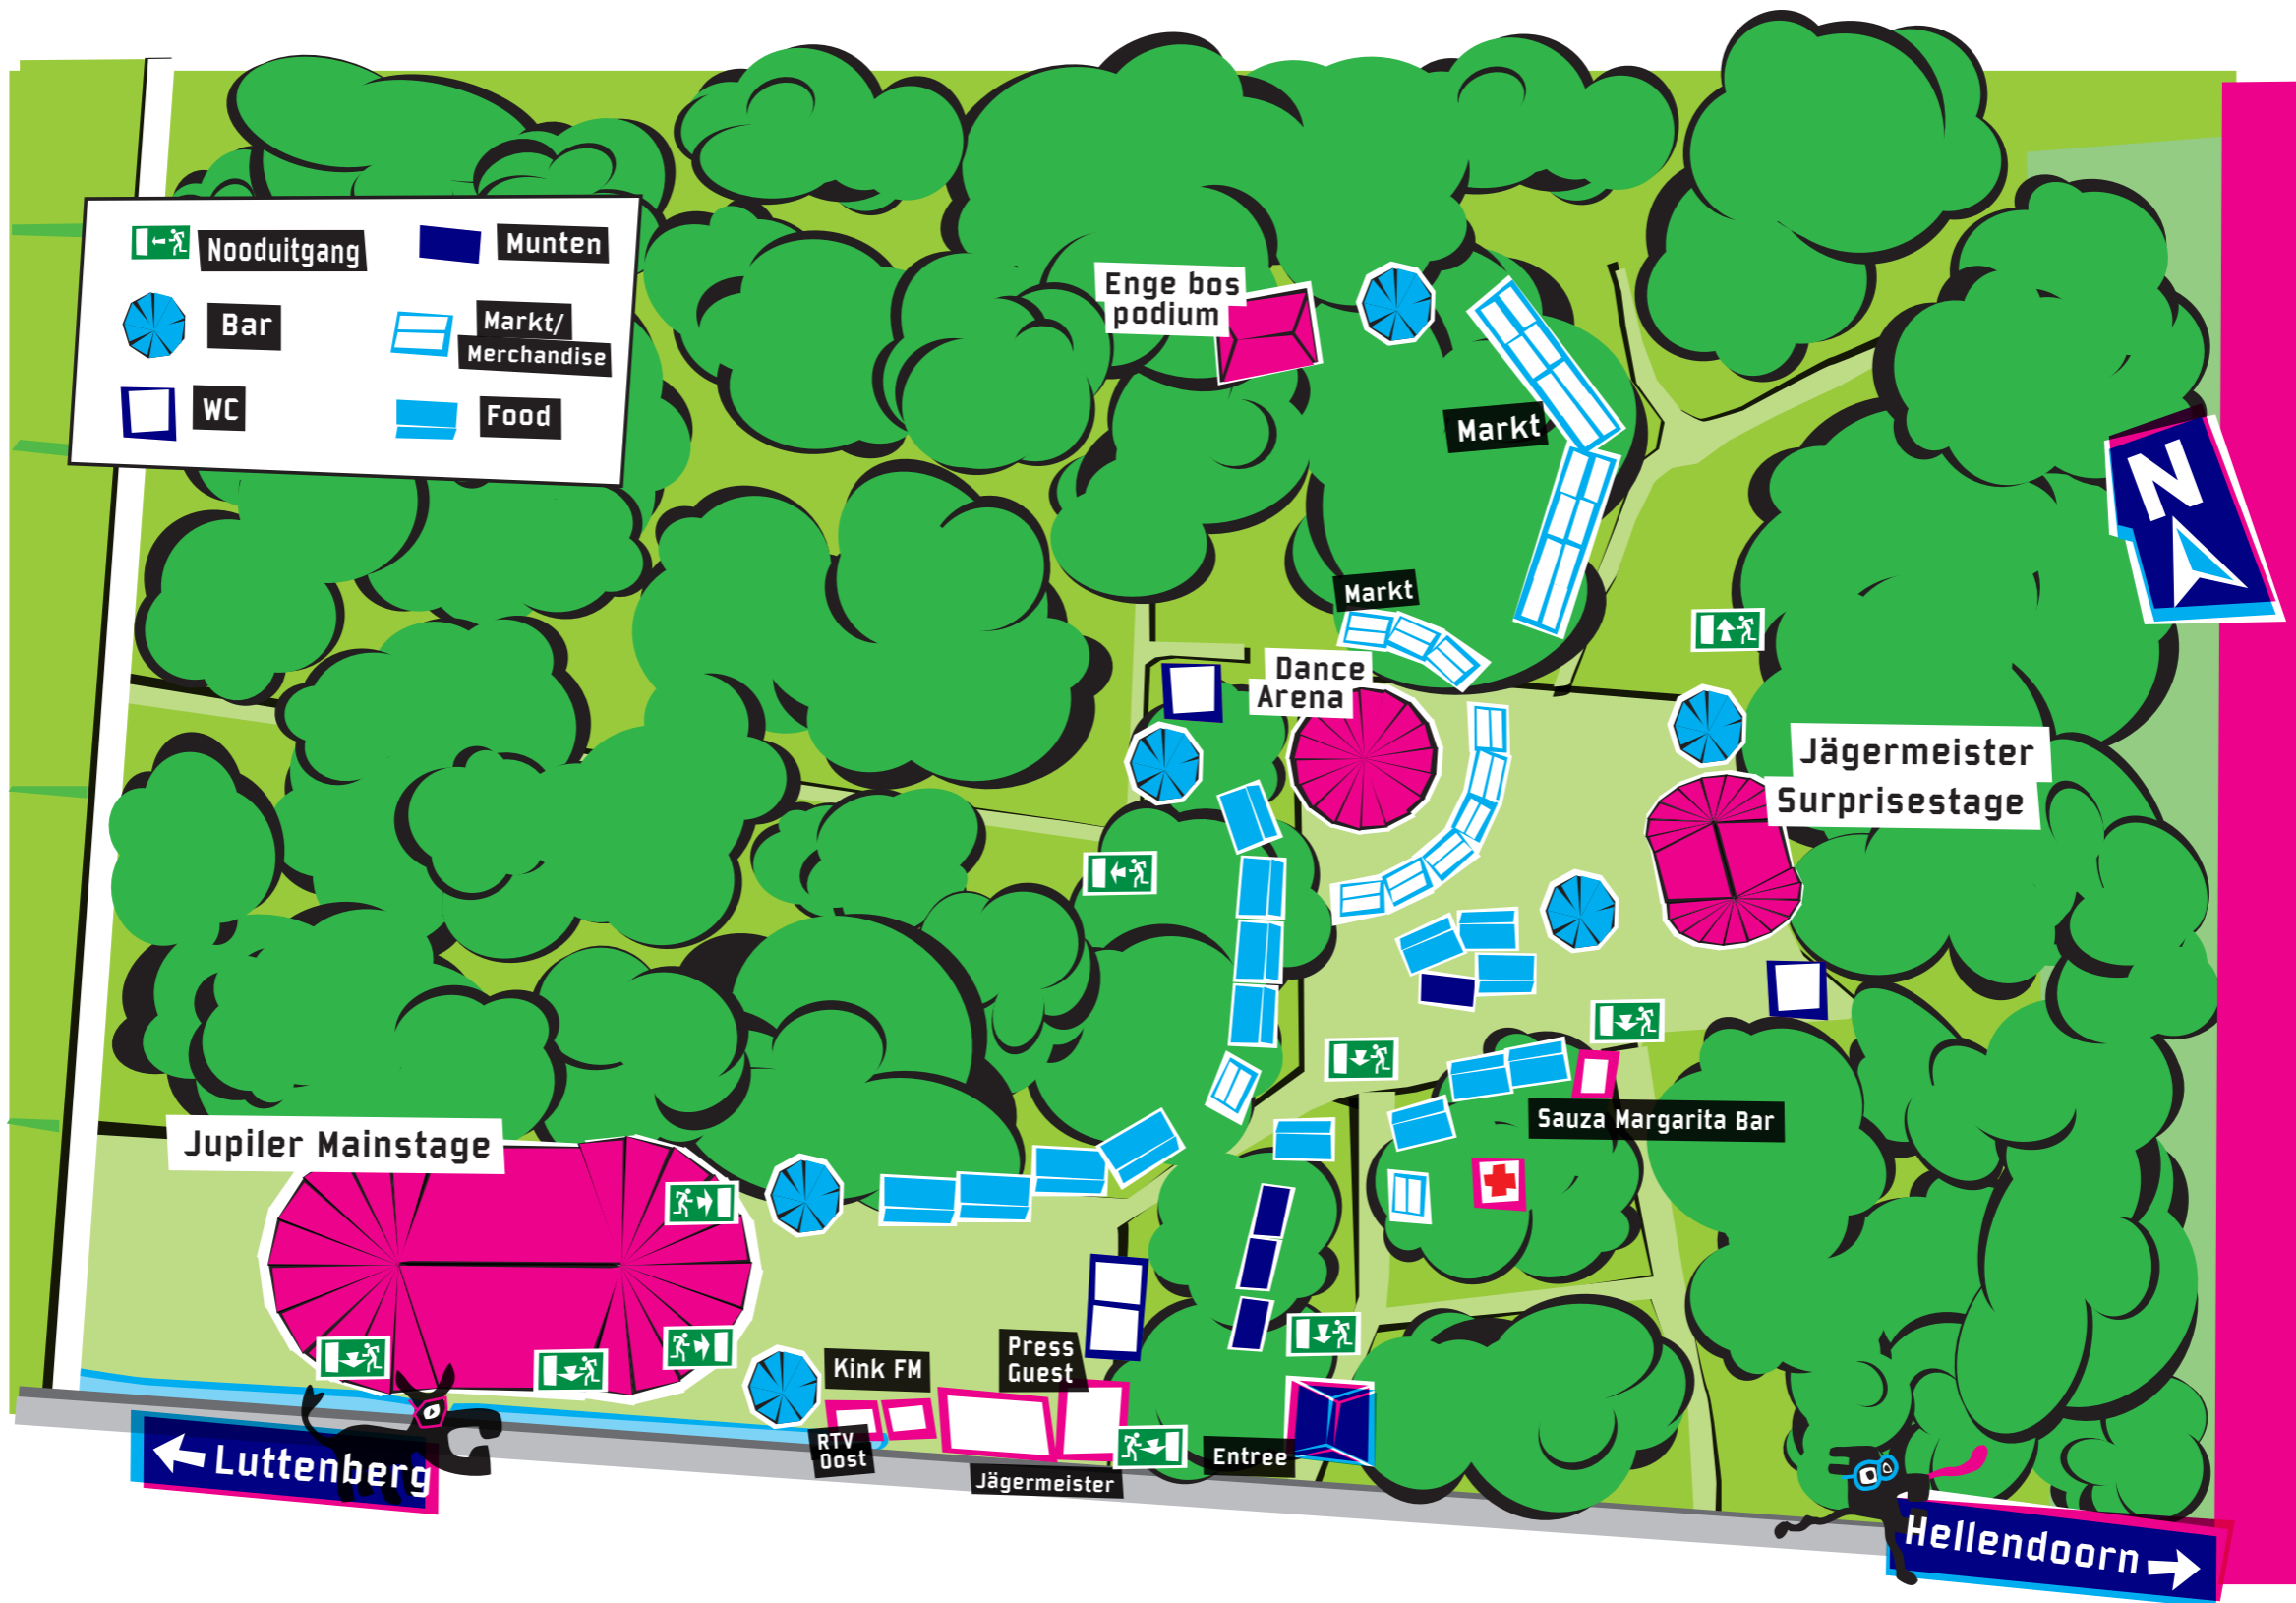 Nooduitgang
Munten
Bar
Markt/
Merchandise
WC
Food
Enge bos
podium
Markt
N
Markt
Dance
Arena
Jägermeister
Surprisestage
Sauza Margarita Bar
Jupiler Mainstage
Press
Guest
Kink FM
RTV
Oost
Entree
Jägermeister
Luttenberg
Hellendoorn